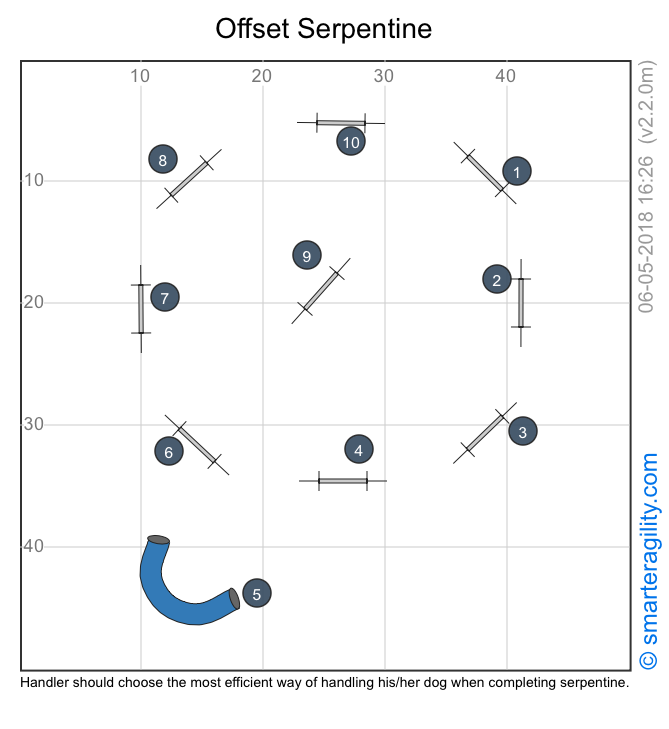 Offset Serpentine
10 20 30 40
10
8
1
10
9
7
2
20
30
6
4
3
40
5
06-05-2018 16:26 (v2.2.0m)
© smarteragility.com
Handler should choose the most efficient way of handling his/her dog when completing serpentine.